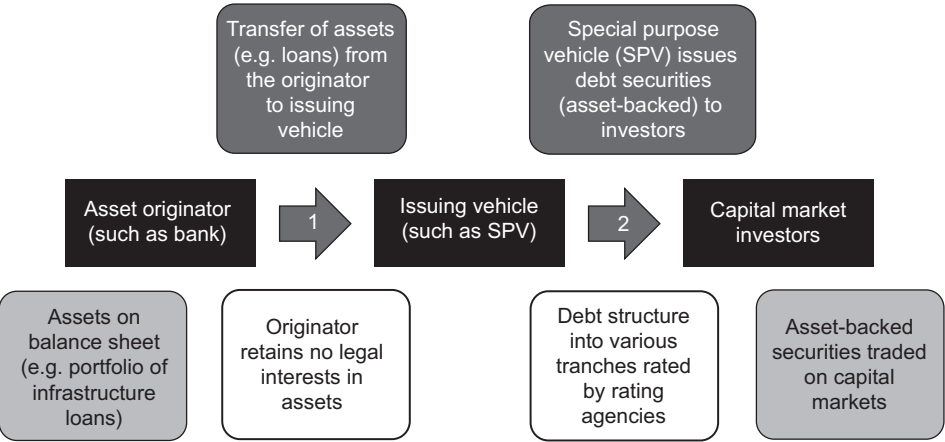 Transfer of assets
(e.g. loans) from
the originator
to issuing
vehicle
Special purpose
vehicle (SPV) issues
debt securities
(asset-backed) to
investors
Asset originator
(such as bank)
1
Issuing vehicle
(such as SPV)
2
Capital market
investors
Assets on
balance sheet
(e.g. portfolio of
infrastructure
loans)
Originator
retains no legal
interests in
assets
Debt structure
into various
tranches rated
by rating
agencies
Asset-backed
securities traded
on capital
markets